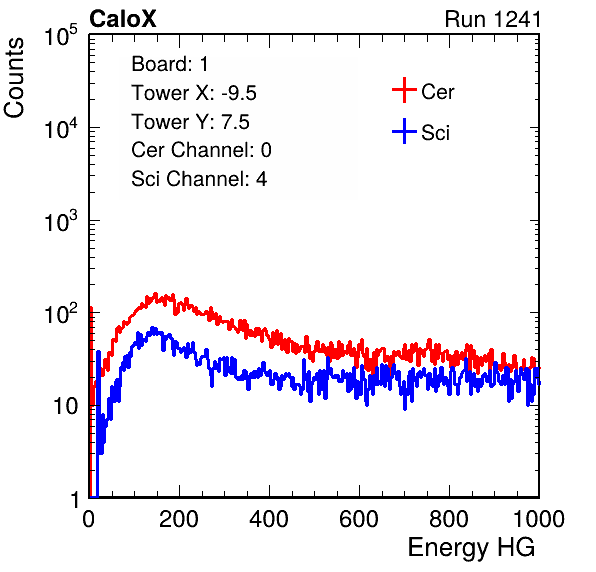 CaloX Run 1241
Counts
Board: 1
Tower X: -9.5
Tower Y: 7.5
Cer Channel: 0
Sci Channel: 4
Cer
Sci
10^5
10^4
10^3
10^2
10
1
0 200 400 600 800 1000
Energy HG